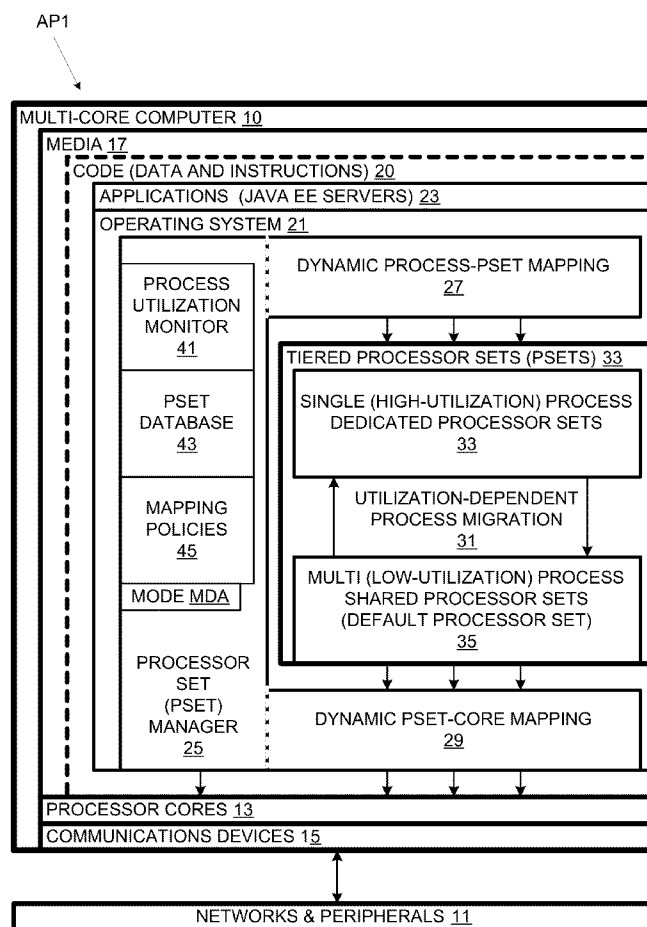 AP1
MULTI-CORE COMPUTER 10
MEDIA 17
CODE (DATA AND INSTRUCTIONS) 20
APPLICATIONS (JAVA EE SERVERS) 23
OPERATING SYSTEM 21
PROCESS
UTILIZATION
MONITOR
41
PSET
DATABASE
43
MAPPING
POLICIES
45
MODE MDA
PROCESSOR
SET
(PSET)
MANAGER
25
DYNAMIC PROCESS-PSET MAPPING
27
TIERED PROCESSOR SETS (PSETS) 33
SINGLE (HIGH-UTILIZATION) PROCESS
DEDICATED PROCESSOR SETS
33
UTILIZATION-DEPENDENT
PROCESS MIGRATION
31
MULTI (LOW-UTILIZATION) PROCESS
SHARED PROCESSOR SETS
(DEFAULT PROCESSOR SET)
35
DYNAMIC PSET-CORE MAPPING
29
PROCESSOR CORES 13
COMMUNICATIONS DEVICES 15
NETWORKS & PERIPHERALS 11